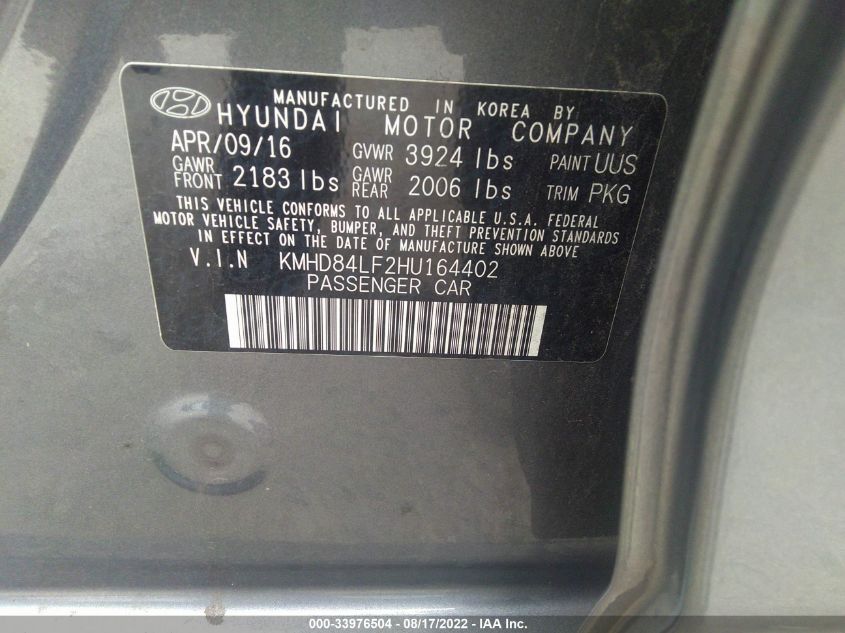 MANUFACTURED IN KOREA BY
HYUNDAI MOTOR COMPANY
APR/09/16 GVWR 3924 lbs PAINT UUS
GAWR FRONT 2183 lbs GAWR REAR 2006 lbs TRIM PKG
THIS VEHICLE CONFORMS TO ALL APPLICABLE U.S.A. FEDERAL
MOTOR VEHICLE SAFETY, BUMPER, AND THEFT PREVENTION STANDARDS
IN EFFECT ON THE DATE OF MANUFACTURE SHOWN ABOVE
V.I.N KMHD84LF2HU164402
PASSENGER CAR
000-33976504 - 08/17/2022 - IAA Inc.